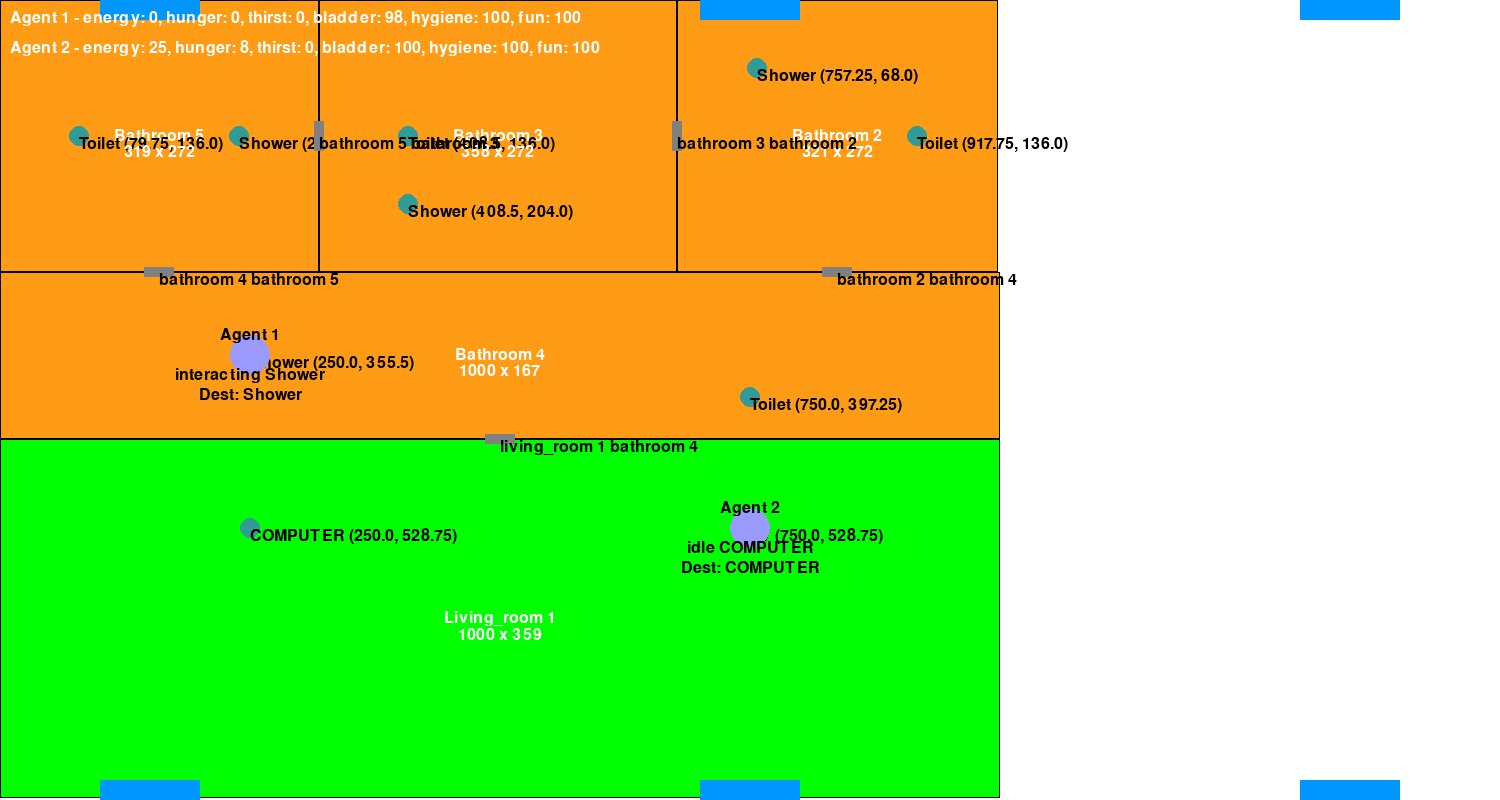 Agent 1 - energy: 0, hunger: 0, thirst: 0, bladder: 98, hygiene: 100, fun: 100
Agent 2 - energy: 25, hunger: 8, thirst: 0, bladder: 100, hygiene: 100, fun: 100
Shower (757.25, 68.0)
Bathroom 5
Bathroom 3
Bathroom 2
Toilet (79.75, 136.0)
Shower (2
bathroom 5 bathroom 3
136.0)
bathroom 3 bathroom 2
Toilet (917.75, 136.0)
319 x 272
358 x 272
321 x 272
Shower (408.5, 204.0)
bathroom 4 bathroom 5
bathroom 2 bathroom 4
Agent 1
ower (250.0, 355.5)
interacting Shower
Dest: Shower
Bathroom 4
1000 x 167
Toilet (750.0, 397.25)
living_room 1 bathroom 4
Agent 2
COMPUTER (250.0, 528.75)
(750.0, 528.75)
idle COMPUTER
Dest: COMPUTER
Living_room 1
1000 x 359